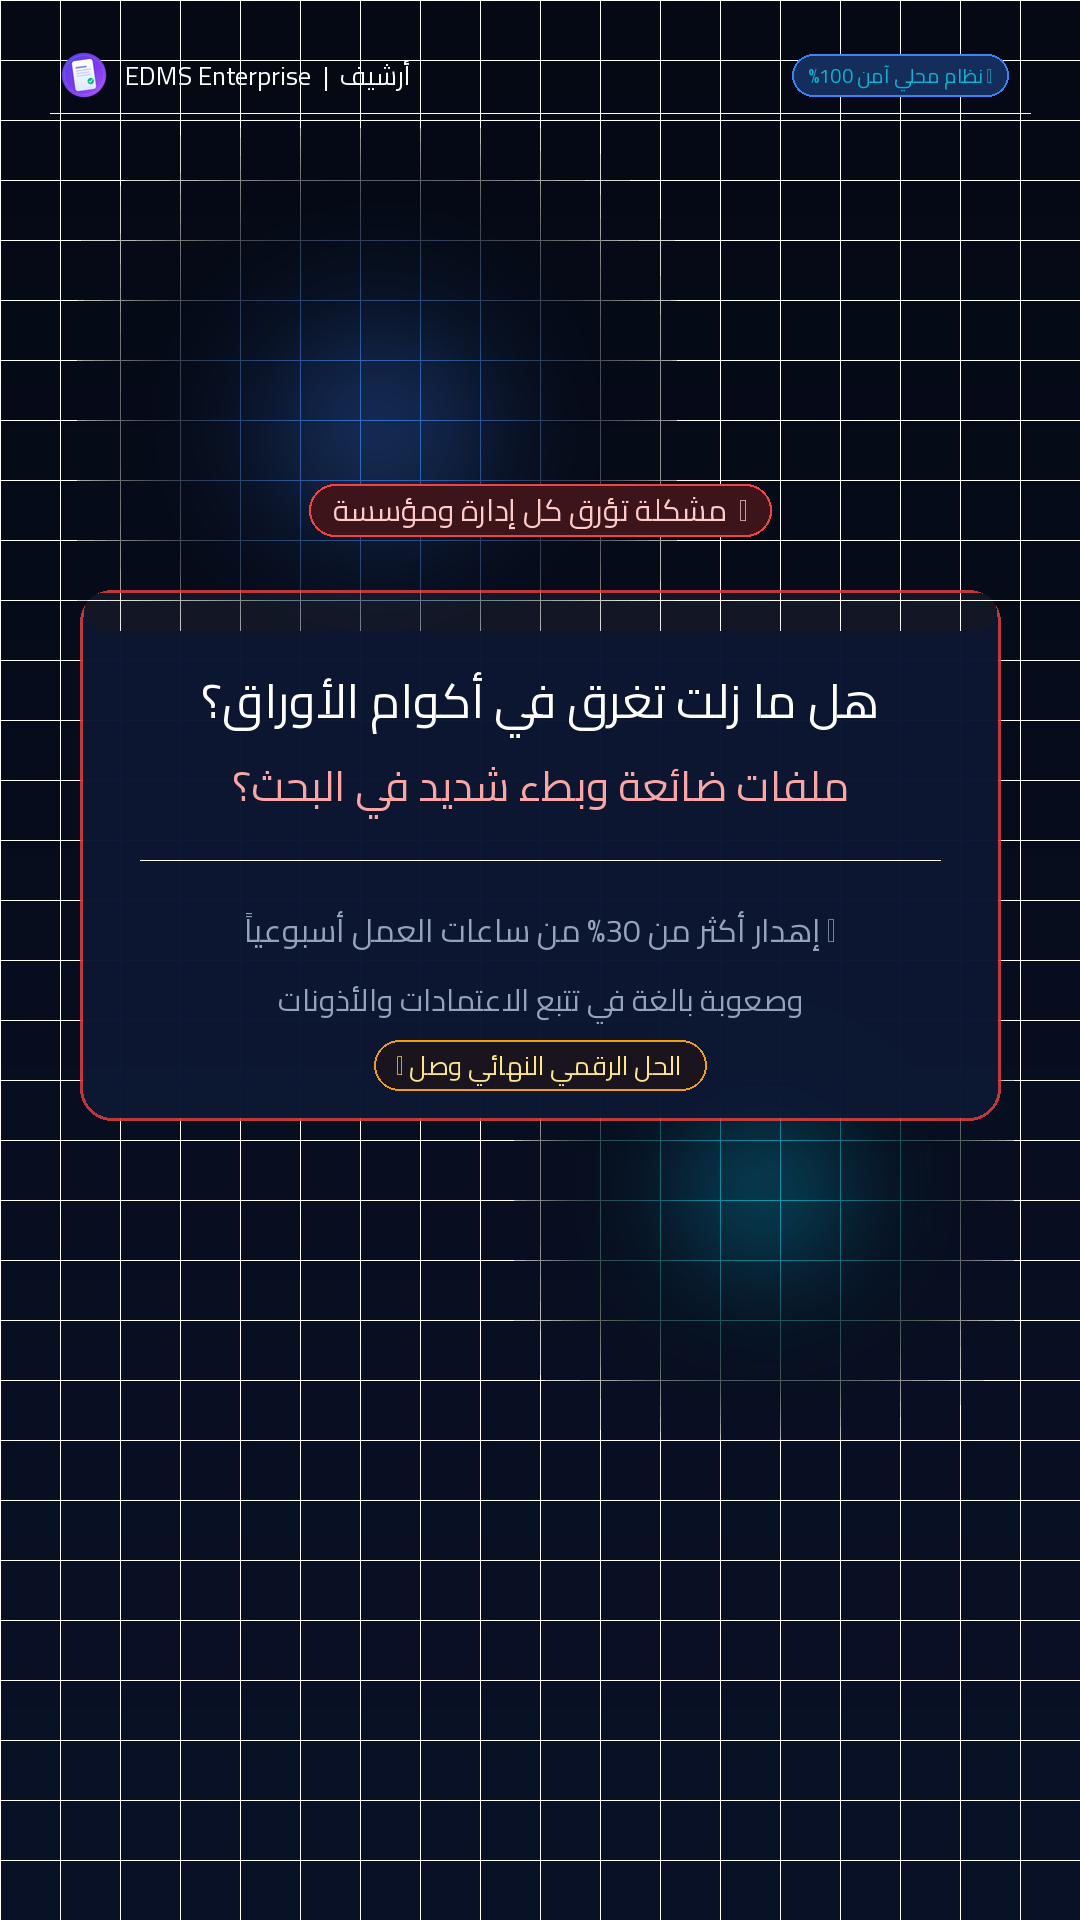 EDMS Enterprise | أرشيف
نظام محلي آمن 100%
مشكلة تؤرق كل إدارة ومؤسسة
هل ما زلت تغرق في أكوام الأوراق؟
ملفات ضائعة وبطء شديد في البحث؟
إهدار أكثر من 30% من ساعات العمل أسبوعياً
وصعوبة بالغة في تتبع الاعتمادات والأذونات
الحل الرقمي النهائي وصل